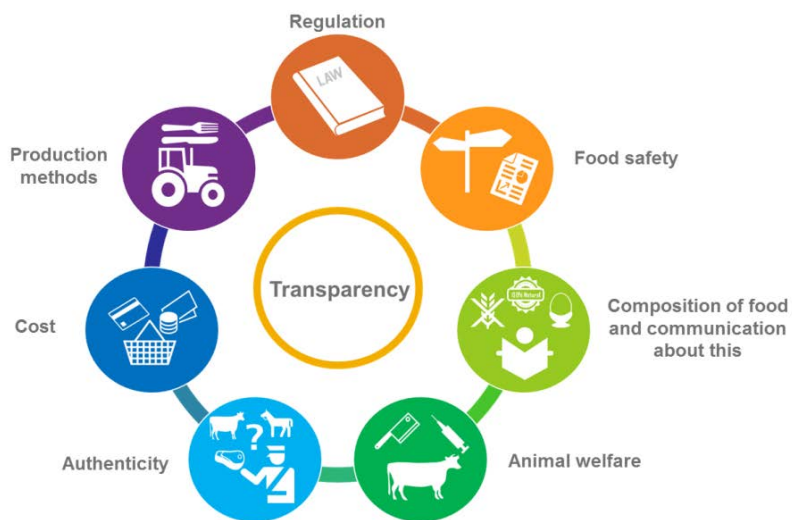 Regulation
LAW
Production
methods
Food safety
Transparency
Cost
Composition of food
and communication
about this
Authenticity
?
Animal welfare